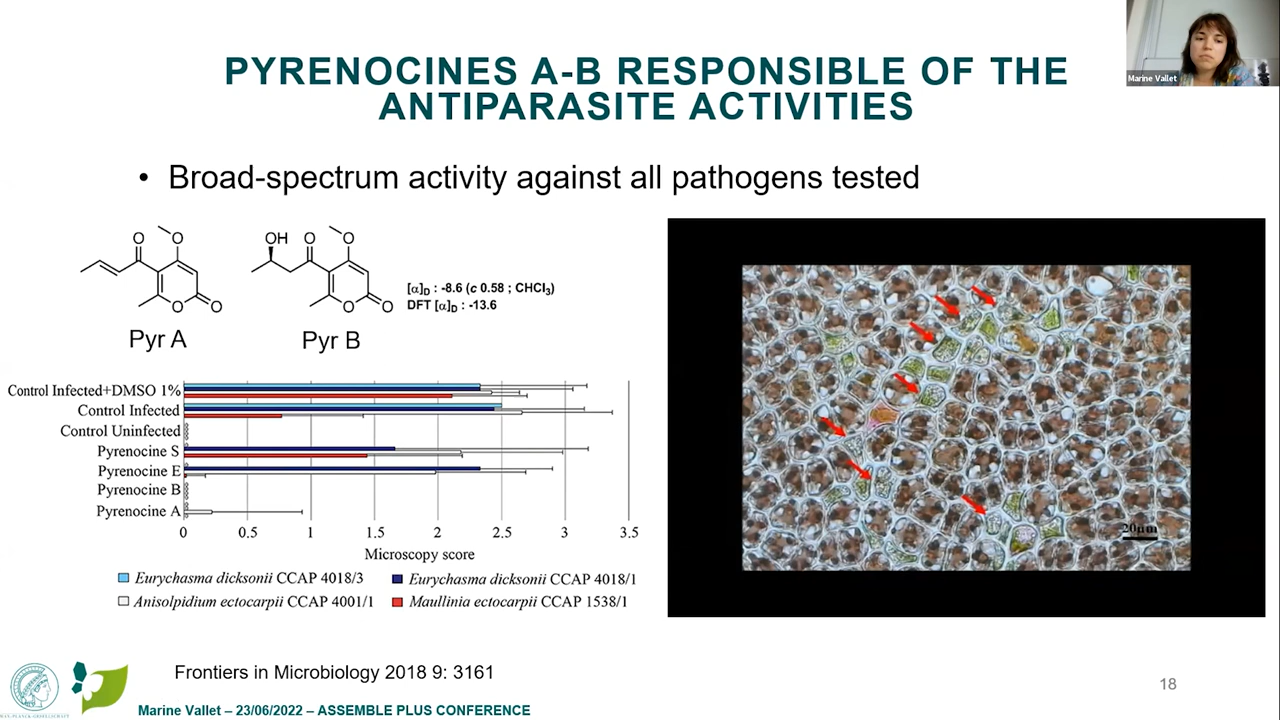 Marine Vallet
PYRENOCINES A-B RESPONSIBLE OF THE
ANTIPARASITE ACTIVITIES
• Broad-spectrum activity against all pathogens tested
O
O
O
O
Pyr A
OH
O
O
O
O
Pyr B
[α]D : -8.6 (c 0.58 ; CHCl3)
DFT [α]D : -13.6
Control Infected+DMSO 1%
Control Infected
Control Uninfected
Pyrenocine S
Pyrenocine E
Pyrenocine B
Pyrenocine A
0 0.5 1 1.5 2 2.5 3 3.5
Microscopy score
Eurychasma dicksonii CCAP 4018/3
Eurychasma dicksonii CCAP 4018/1
Anisolpidium ectocarpii CCAP 4001/1
Maullinia ectocarpii CCAP 1538/1
20µm
Frontiers in Microbiology 2018 9: 3161
18
Marine Vallet – 23/06/2022 – ASSEMBLE PLUS CONFERENCE